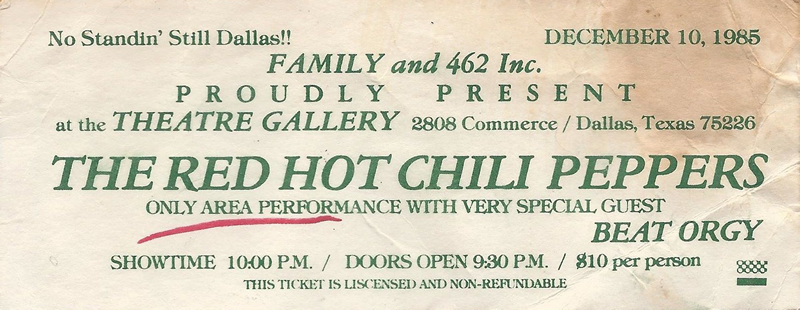 No Standin' Still Dallas!! DECEMBER 10, 1985
FAMILY and 462 Inc.
PROUDLY PRESENT
at the THEATRE GALLERY 2808 Commerce / Dallas, Texas 75226
THE RED HOT CHILI PEPPERS
ONLY AREA PERFORMANCE WITH VERY SPECIAL GUEST
BEAT ORGY
SHOWTIME 10:00 P.M. / DOORS OPEN 9:30 P.M. / $10 per person
THIS TICKET IS LISCENSED AND NON-REFUNDABLE